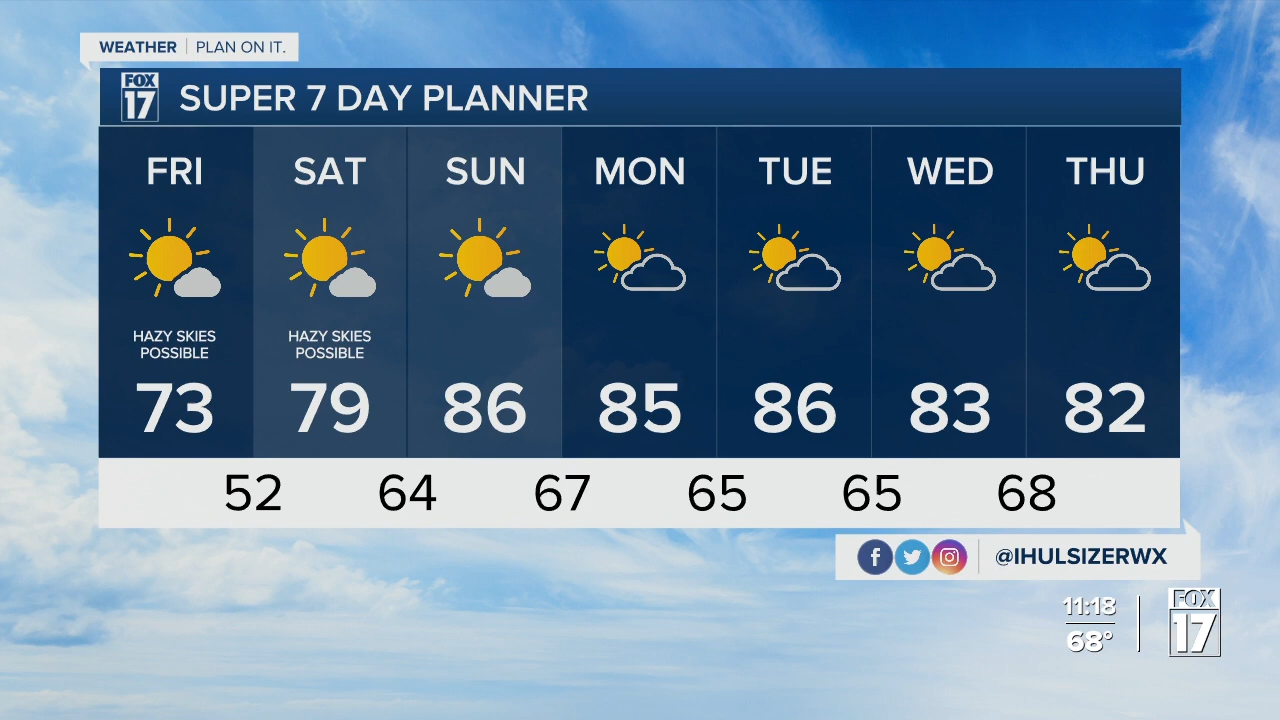 WEATHER | PLAN ON IT.
FOX
17
SUPER 7 DAY PLANNER
FRI SAT SUN MON TUE WED THU
HAZY SKIES POSSIBLE HAZY SKIES POSSIBLE
73 79 86 85 86 83 82
52 64 67 65 65 68
@IHULSIZERWX
11:18
68°
FOX
17